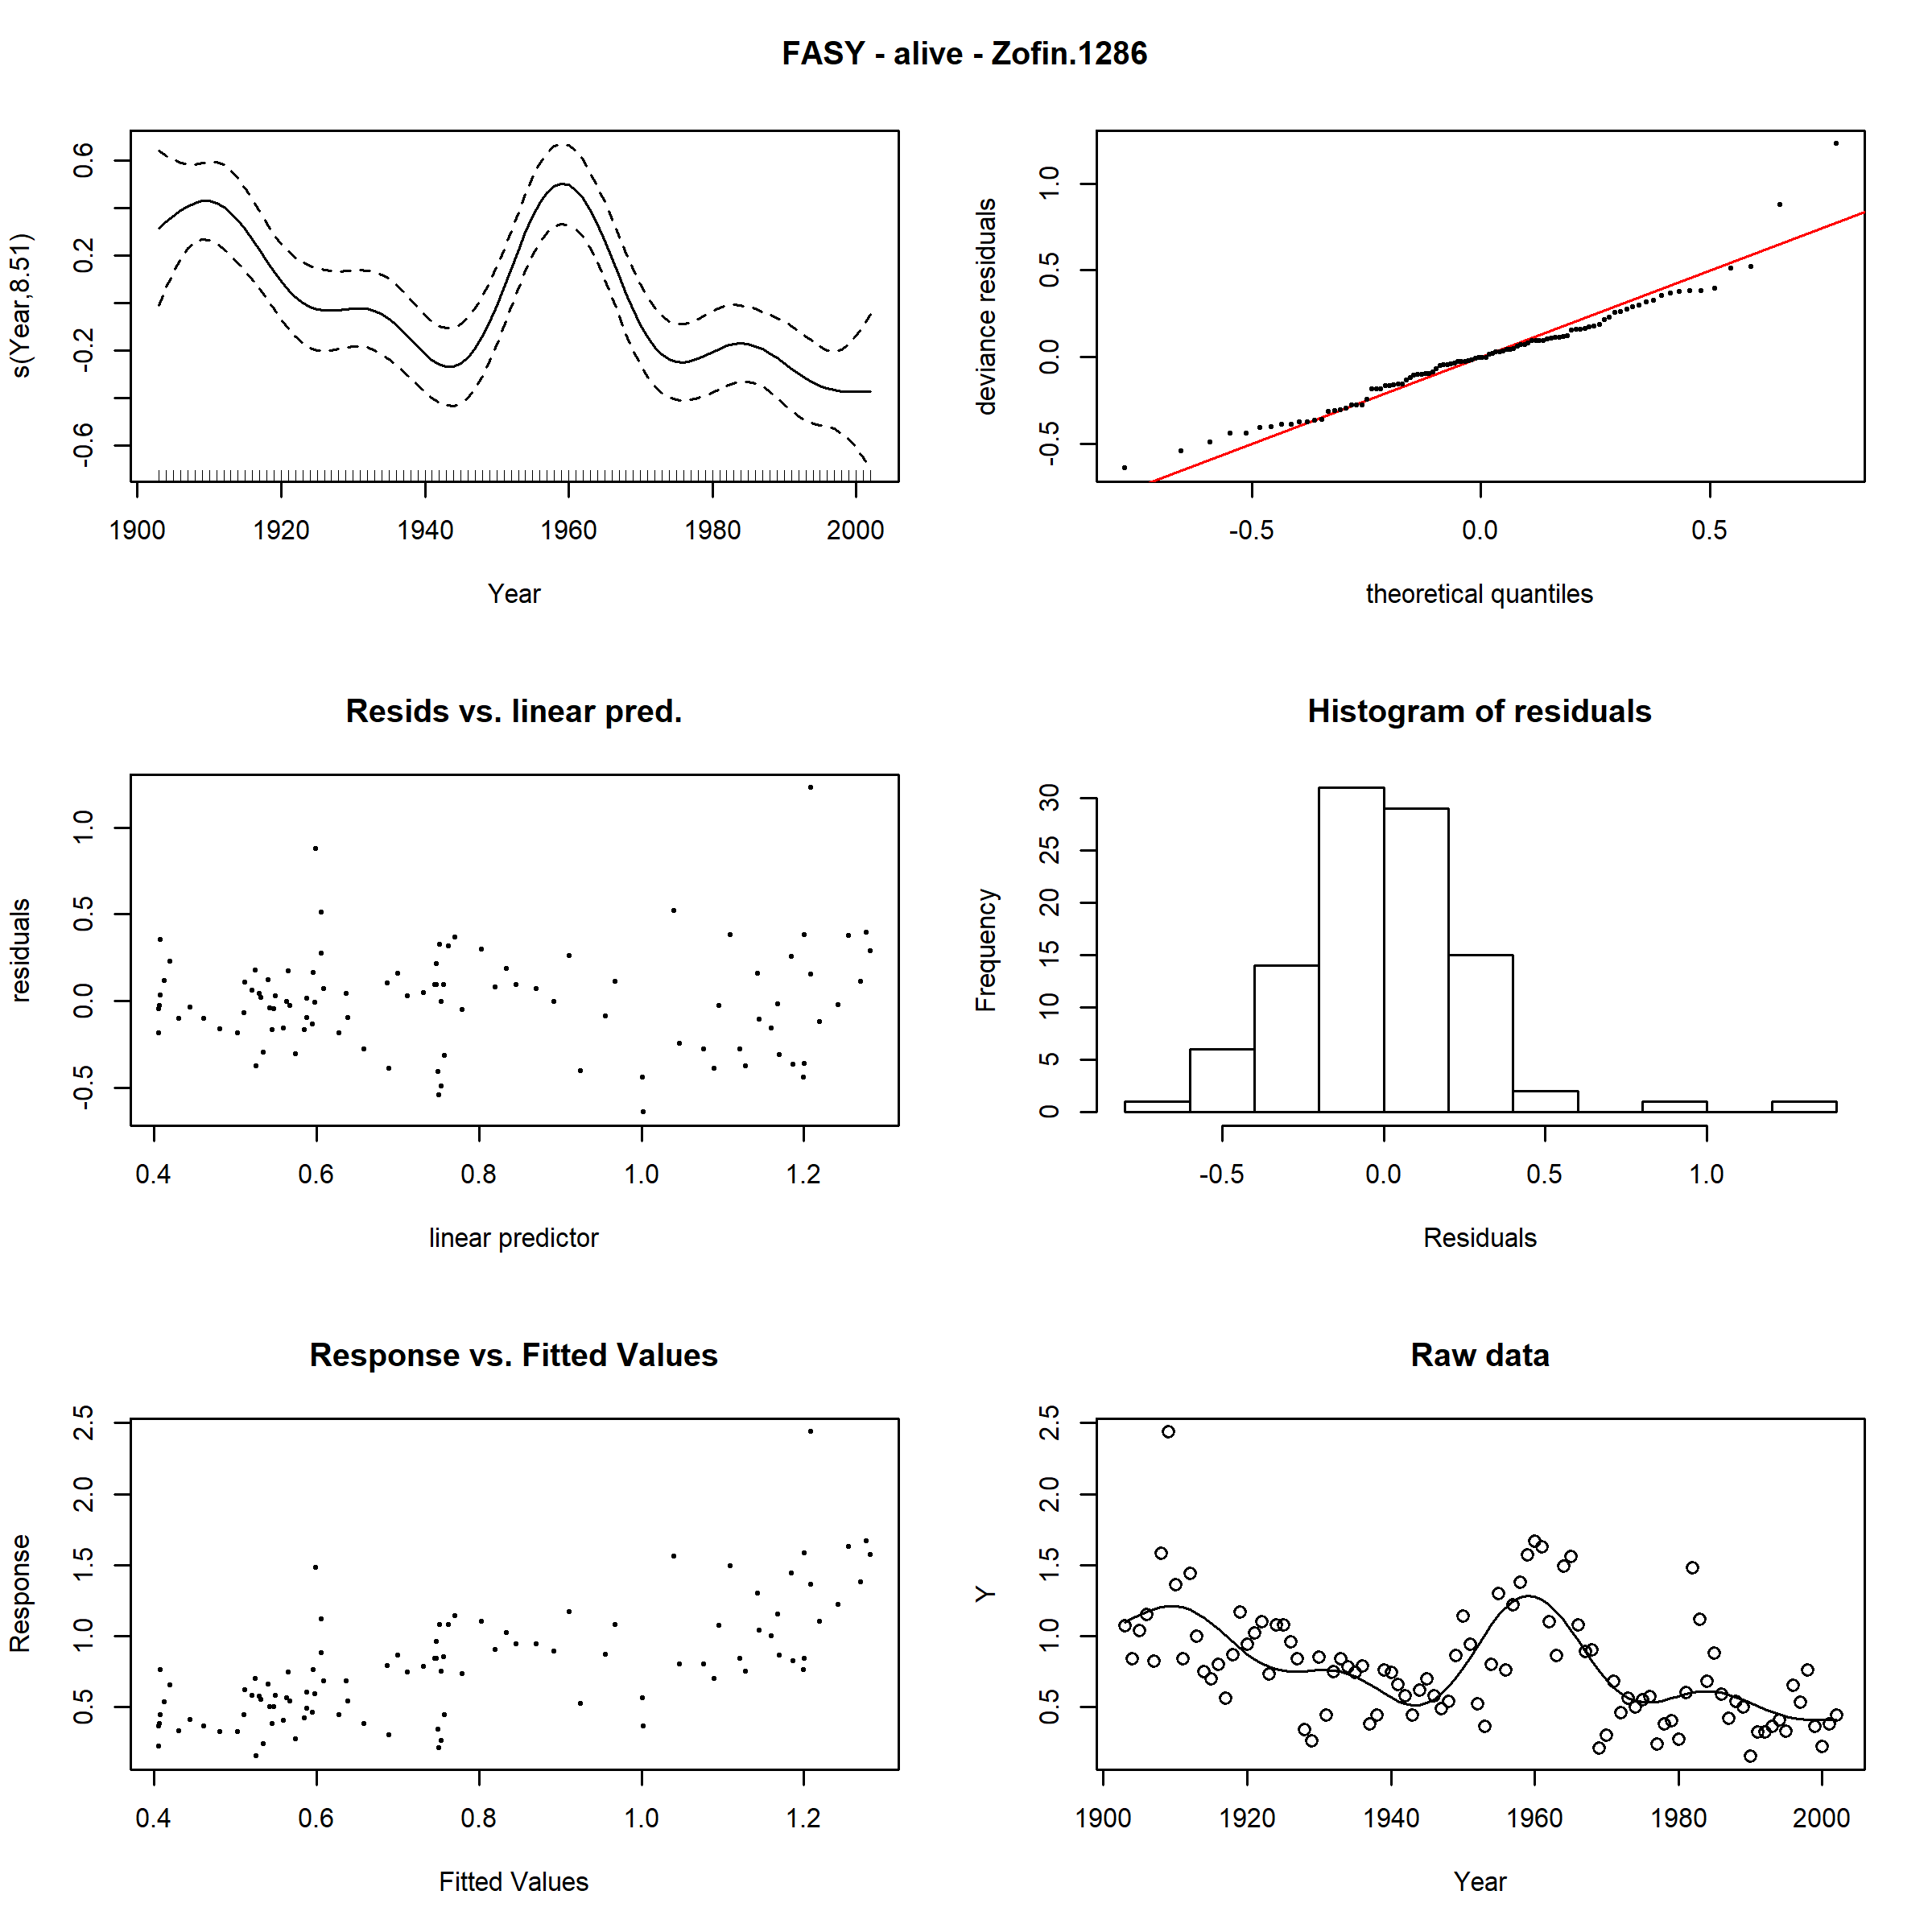 FASY - alive - Zofin.1286
s(Year,8.51)
-0.6 -0.2 0.2 0.6
1900 1920 1940 1960 1980 2000
Year
deviance residuals
-0.5 0.0 0.5 1.0
-0.5 0.0 0.5
theoretical quantiles
Resids vs. linear pred.
residuals
-0.5 0.0 0.5 1.0
0.4 0.6 0.8 1.0 1.2
linear predictor
Histogram of residuals
Frequency
0 5 10 15 20 25 30
-0.5 0.0 0.5 1.0
Residuals
Response vs. Fitted Values
Response
0.5 1.0 1.5 2.0 2.5
0.4 0.6 0.8 1.0 1.2
Fitted Values
Raw data
Y
0.5 1.0 1.5 2.0 2.5
1900 1920 1940 1960 1980 2000
Year